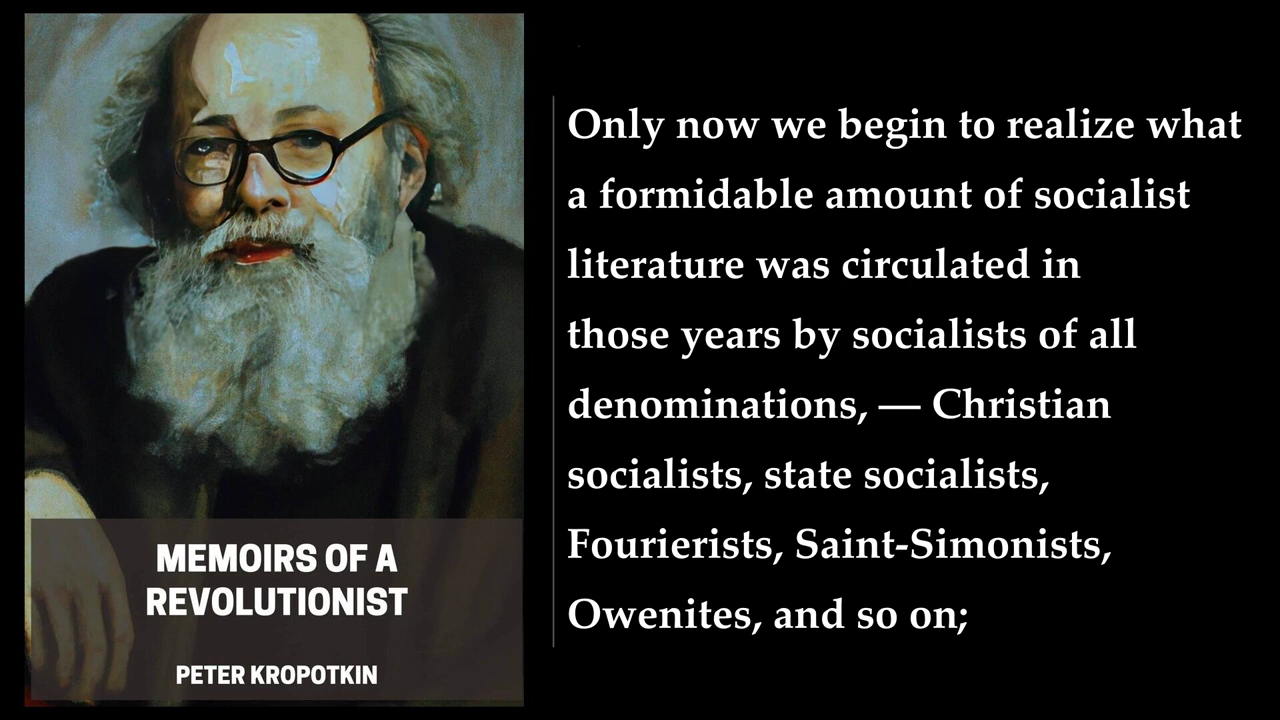 MEMOIRS OF A
REVOLUTIONIST
PETER KROPOTKIN
Only now we begin to realize what
a formidable amount of socialist
literature was circulated in
those years by socialists of all
denominations, — Christian
socialists, state socialists,
Fourierists, Saint-Simonists,
Owenites, and so on;